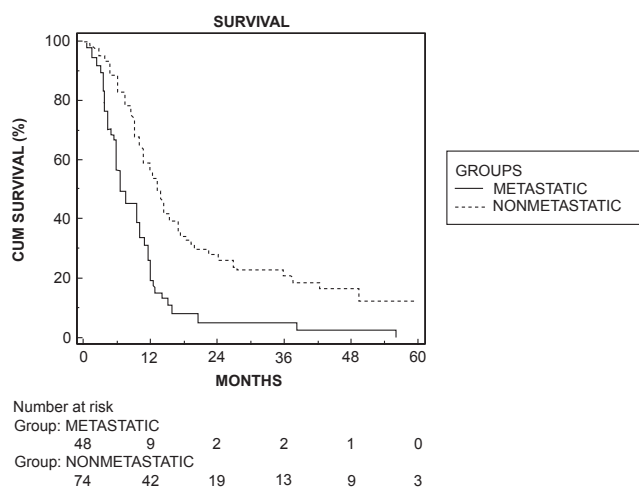 SURVIVAL
CUM SURVIVAL (%)
100
80
60
40
20
0
0 12 24 36 48 60
MONTHS
GROUPS
METASTATIC
NONMETASTATIC
Number at risk
Group: METASTATIC
48 9 2 2 1 0
Group: NONMETASTATIC
74 42 19 13 9 3